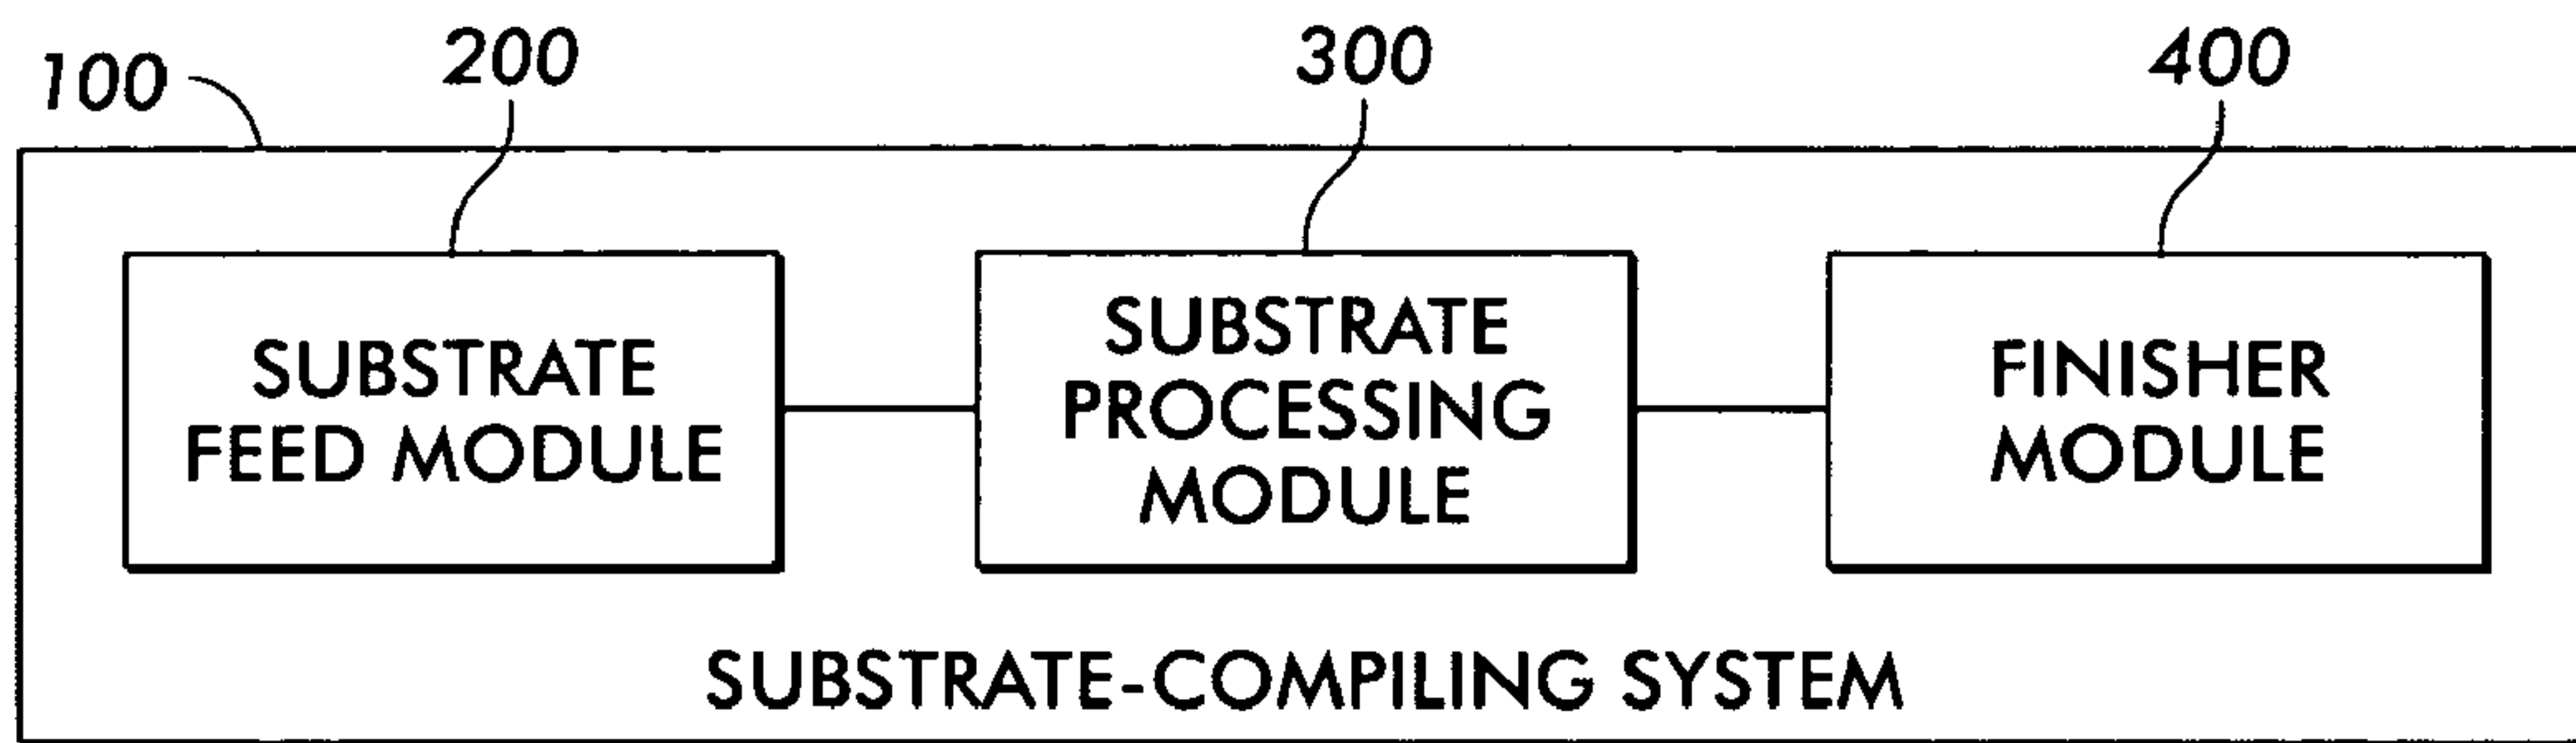 100
200
300
400
SUBSTRATE
FEED MODULE
SUBSTRATE
PROCESSING
MODULE
FINISHER
MODULE
SUBSTRATE-COMPILING SYSTEM